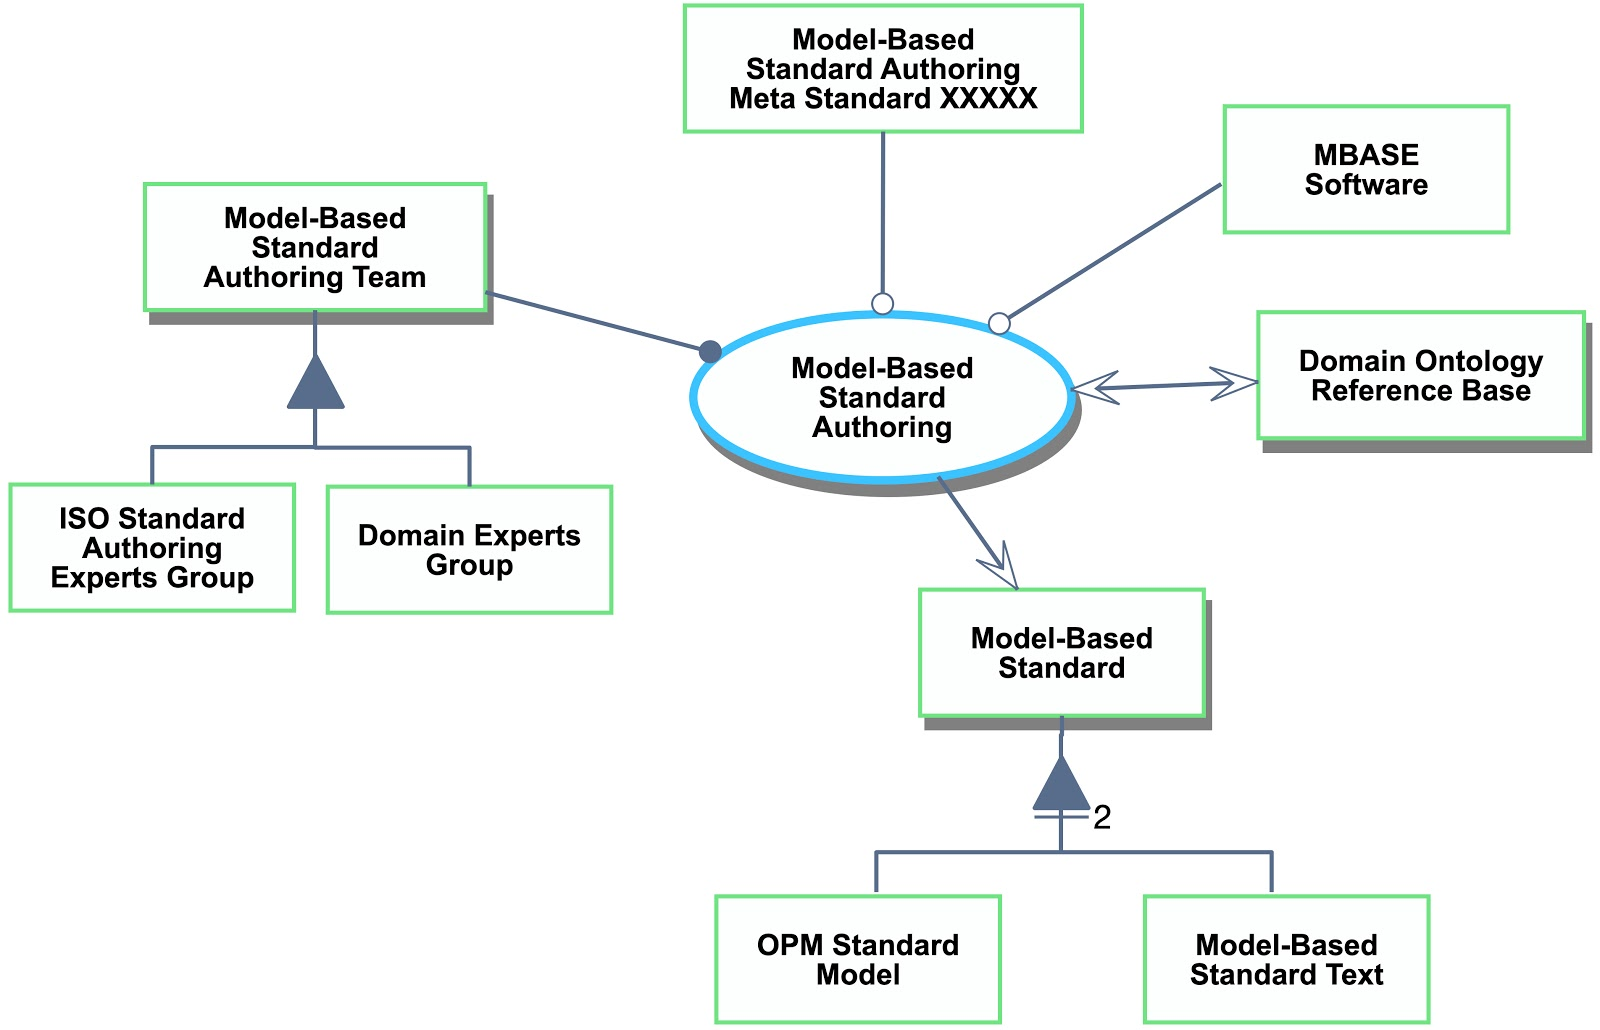 Model-Based
Standard Authoring
Meta Standard XXXXX
MBASE
Software
Model-Based
Standard
Authoring Team
Domain Ontology
Reference Base
Model-Based
Standard
Authoring
ISO Standard
Authoring
Experts Group
Domain Experts
Group
Model-Based
Standard
2
OPM Standard
Model
Model-Based
Standard Text